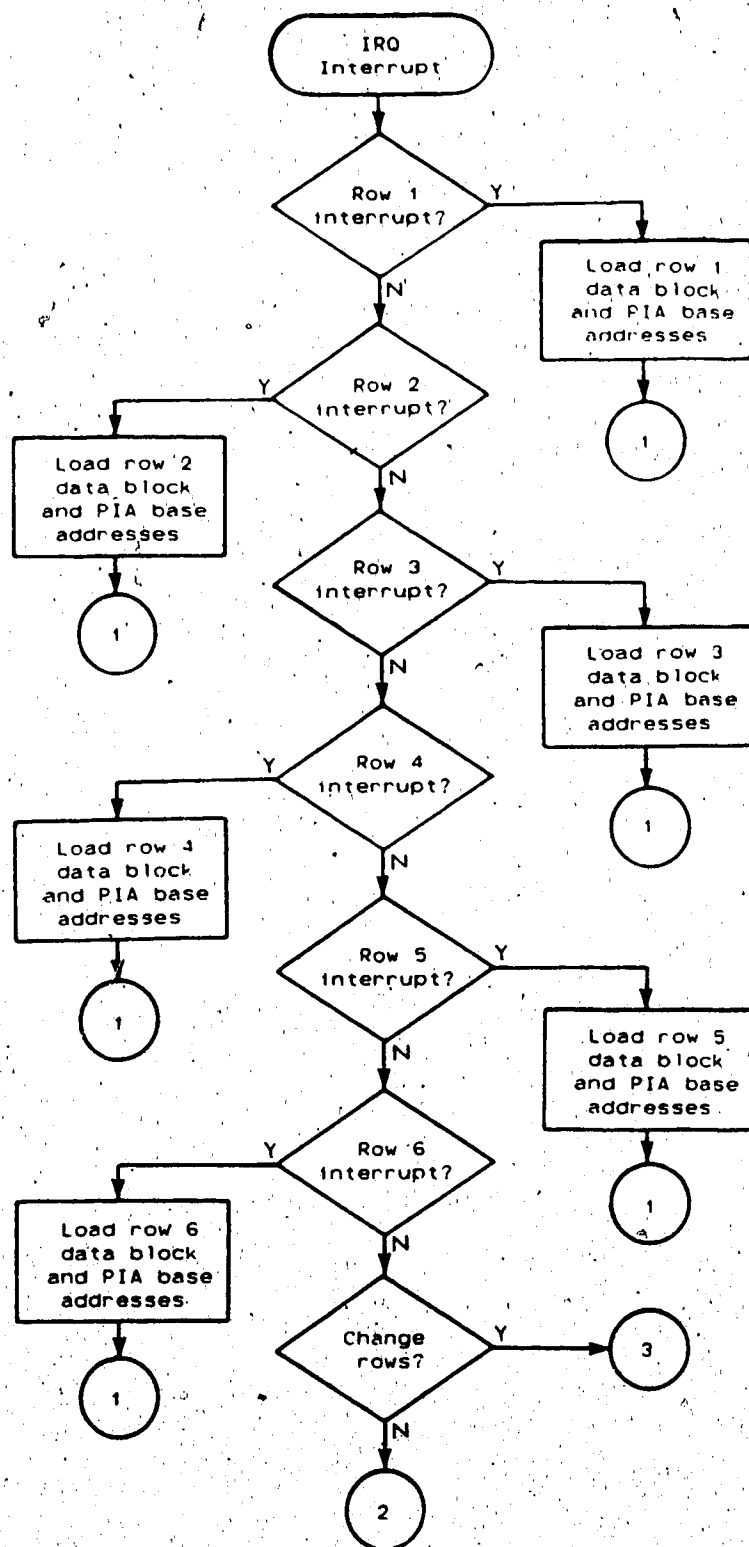 IRQ
Interrupt
Row 1
interrupt?
Y
N
Load row 1
data block
and PIA base
addresses
1
Row 2
interrupt?
Y
N
Load row 2
data block
and PIA base
addresses
1
Row 3
interrupt?
Y
N
Load row 3
data block
and PIA base
addresses
1
Row 4
interrupt?
Y
N
Load row 4
data block
and PIA base
addresses
1
Row 5
interrupt?
Y
N
Load row 5
data block
and PIA base
addresses
1
Row 6
interrupt?
Y
N
Load row 6
data block
and PIA base
addresses
1
Change
rows?
Y
3
N
2